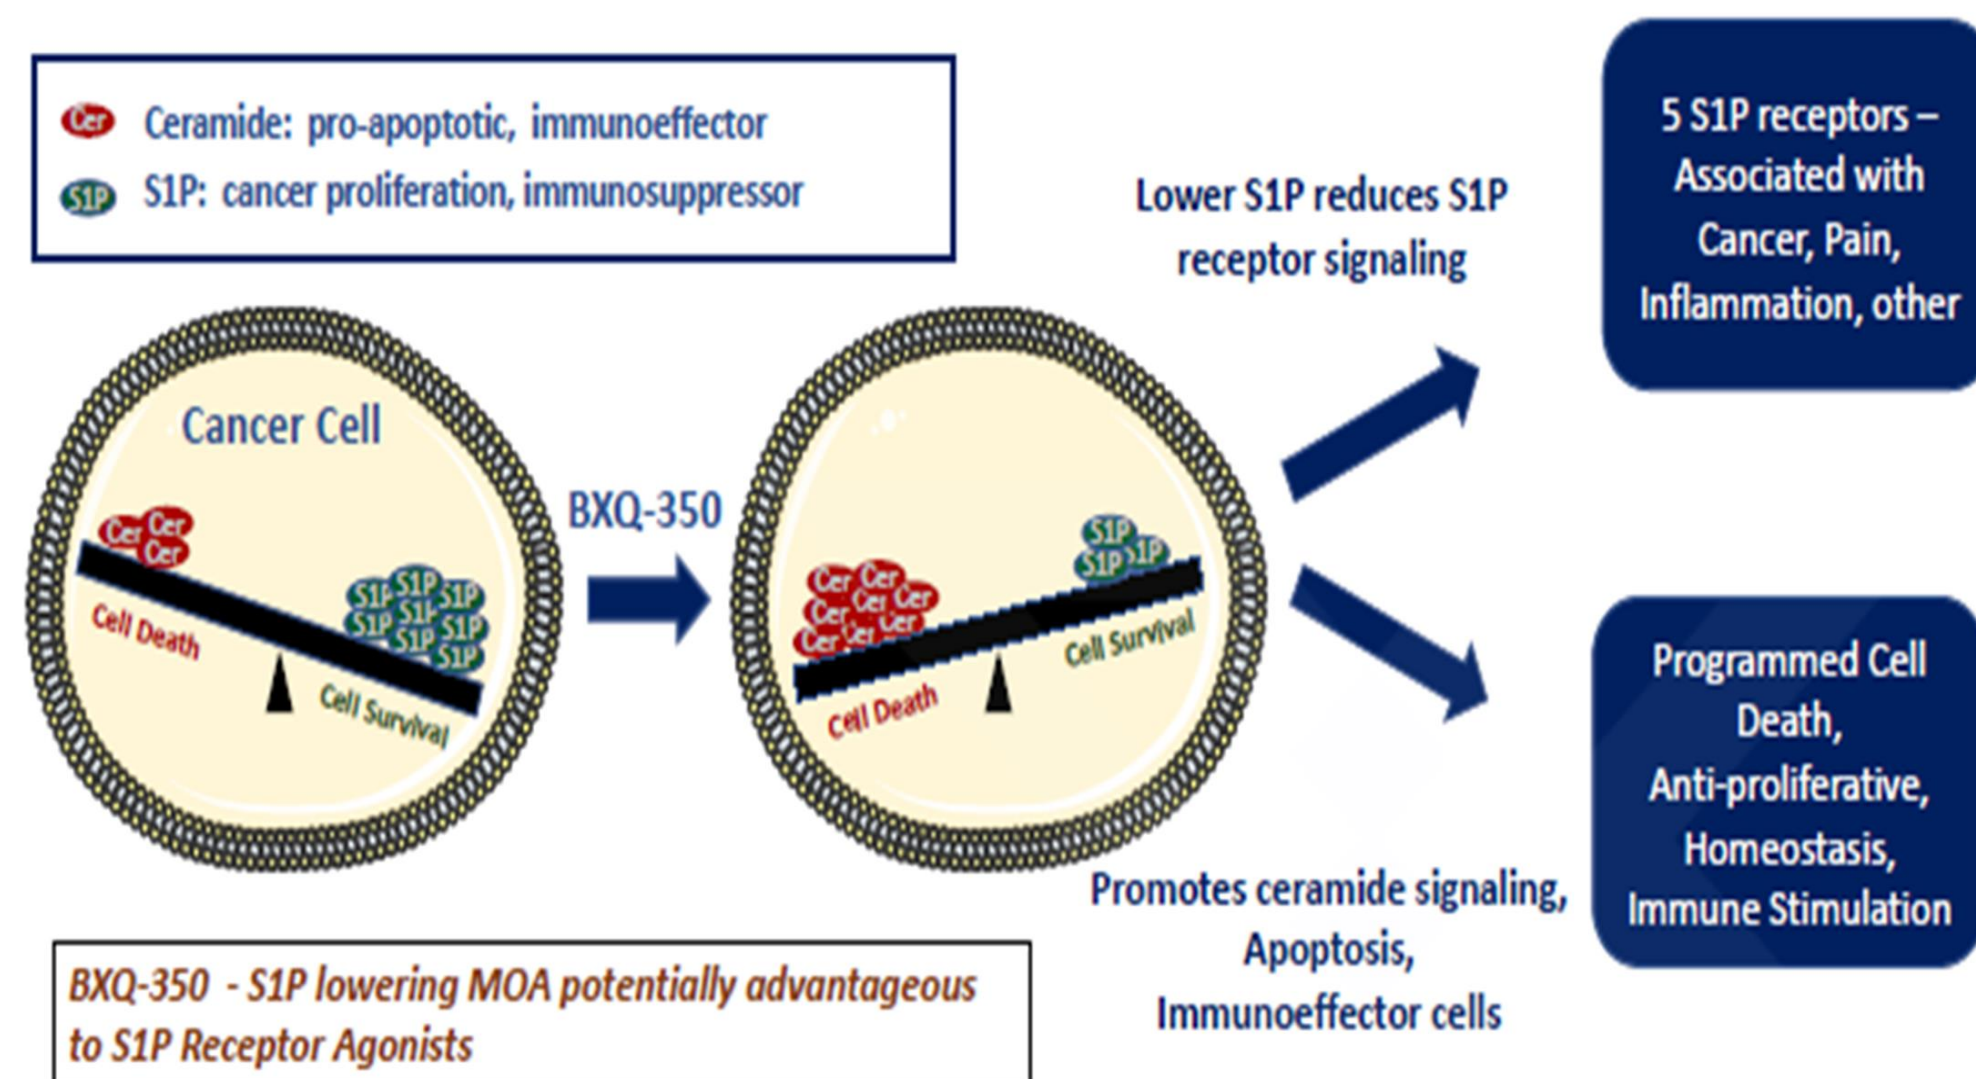 Cer Ceramide: pro-apoptotic, immunoeffector
S1P S1P: cancer proliferation, immunosuppressor
Cancer Cell
Cer Cer
Cer
S1P S1P S1P
S1P
S1P S1P S1P
S1P
Cell Death
Cell Survival
BXQ-350
Cer Cer
Cer Cer Cer
Cer Cer Cer
S1P
S1P S1P
Cell Death
Cell Survival
Lower S1P reduces S1P
receptor signaling
5 S1P receptors –
Associated with
Cancer, Pain,
Inflammation, other
Promotes ceramide signaling,
Apoptosis,
Immunoeffector cells
Programmed Cell
Death,
Anti-proliferative,
Homeostasis,
Immune Stimulation
BXQ-350 - S1P lowering MOA potentially advantageous
to S1P Receptor Agonists